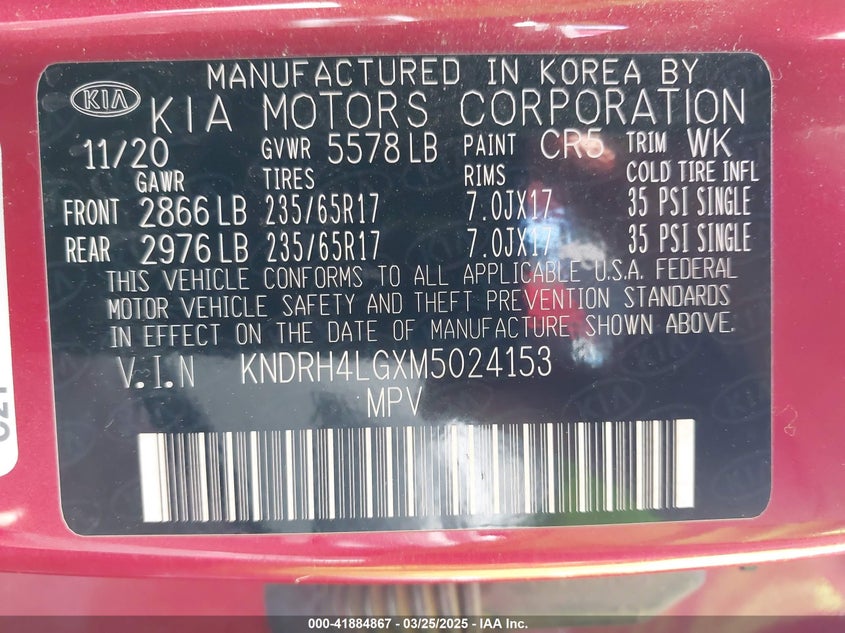 MANUFACTURED IN KOREA BY
KIA KIA MOTORS CORPORATION
11/20 GVWR 5578 LB PAINT CR5 TRIM WK
GAWR TIRES RIMS COLD TIRE INFL
FRONT 2866 LB 235/65R17 7.0JX17 35 PSI SINGLE
REAR 2976 LB 235/65R17 7.0JX17 35 PSI SINGLE
THIS VEHICLE CONFORMS TO ALL APPLICABLE U.S.A. FEDERAL
MOTOR VEHICLE SAFETY AND THEFT PREVENTION STANDARDS
IN EFFECT ON THE DATE OF MANUFACTURE SHOWN ABOVE.
V.I.N KNDRH4LGXM5024153
MPV
000-41884867 — 03/25/2025 — IAA Inc.